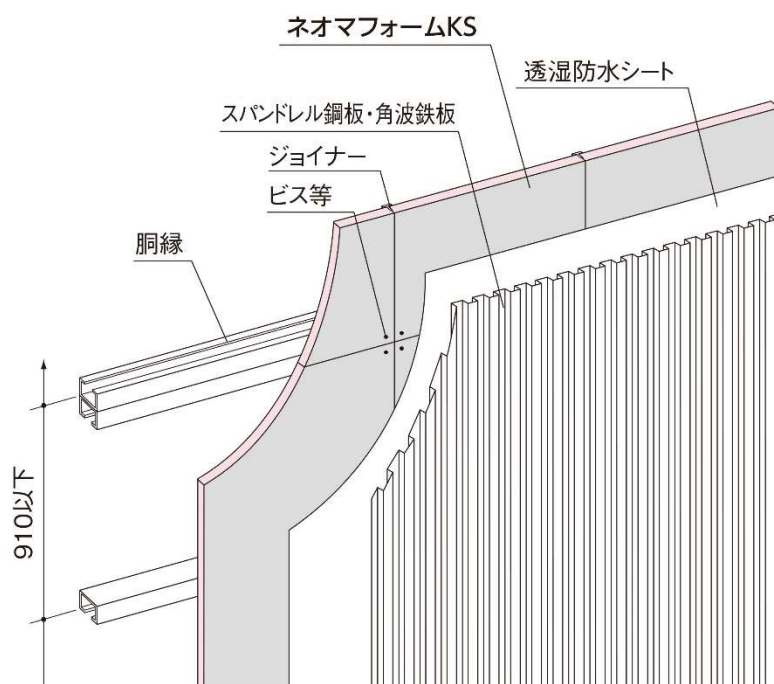 ネオマフォームKS
透湿防水シート
スパンドレル鋼板・角波鉄板
ジョイナー
ビス等
胴縁
910以下